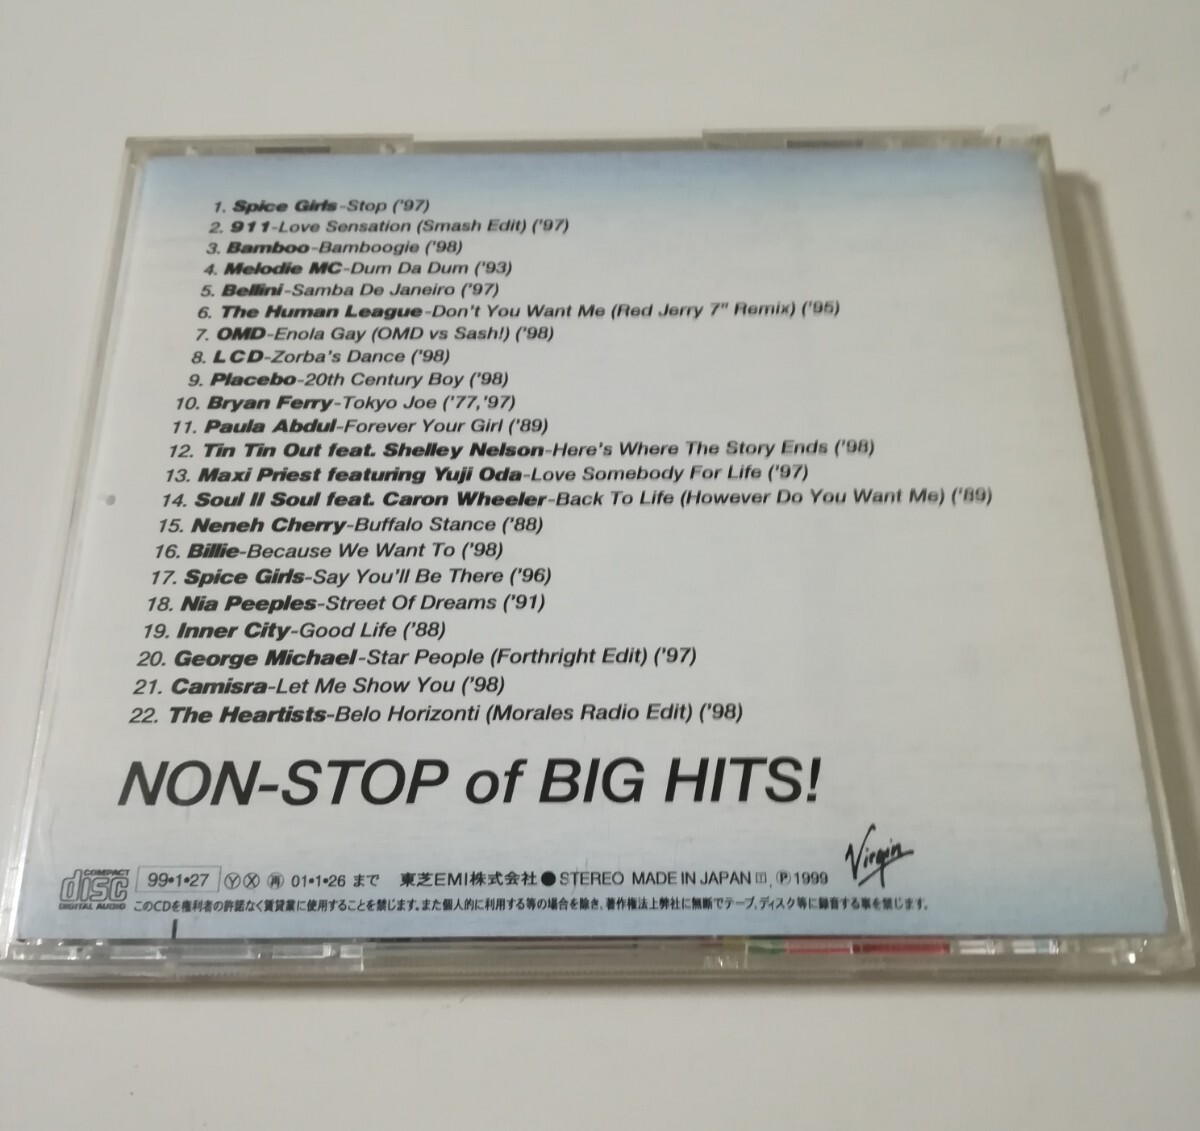 1. Spice Girls-Stop ('97)
2. 911-Love Sensation (Smash Edit) ('97)
3. Bamboo-Bamboogie ('98)
4. Melodie MC-Dum Da Dum ('93)
5. Bellini-Samba De Janeiro ('97)
6. The Human League-Don't You Want Me (Red Jerry 7" Remix) ('95)
7. OMD-Enola Gay (OMD vs Sash!) ('98)
8. LCD-Zorba's Dance ('98)
9. Placebo-20th Century Boy ('98)
10. Bryan Ferry-Tokyo Joe ('77,'97)
11. Paula Abdul-Forever Your Girl ('89)
12. Tin Tin Out feat. Shelley Nelson-Here's Where The Story Ends ('98)
13. Maxi Priest featuring Yuji Oda-Love Somebody For Life ('97)
14. Soul II Soul feat. Caron Wheeler-Back To Life (However Do You Want Me) ('89)
15. Neneh Cherry-Buffalo Stance ('88)
16. Billie-Because We Want To ('98)
17. Spice Girls-Say You'll Be There ('96)
18. Nia Peeples-Street Of Dreams ('91)
19. Inner City-Good Life ('88)
20. George Michael-Star People (Forthright Edit) ('97)
21. Camisra-Let Me Show You ('98)
22. The Heartists-Belo Horizonti (Morales Radio Edit) ('98)
NON-STOP of BIG HITS!
Virgin
COMPACT disc DIGITAL AUDIO
99•1•27 Ⓨ Ⓧ ㊞ 01•1•26 まで 東芝EMI株式会社●STEREO MADE IN JAPAN, Ⓟ1999
このCDを権利者の許諾なく賃貸業に使用することを禁じます。また個人的に利用する等の場合を除き、著作権法上弊社に無断でテープ、ディスク等に録音する事を禁じます。